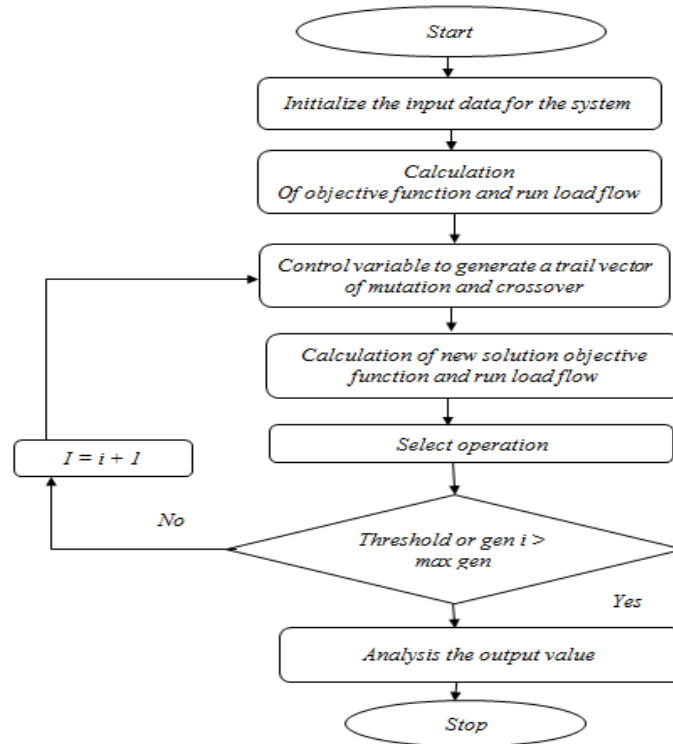 Start
Initialize the input data for the system
Calculation
Of objective function and run load flow
Control variable to generate a trail vector
of mutation and crossover
Calculation of new solution objective
function and run load flow
Select operation
I = i + 1
No
Threshold or gen i >
max gen
Yes
Analysis the output value
Stop